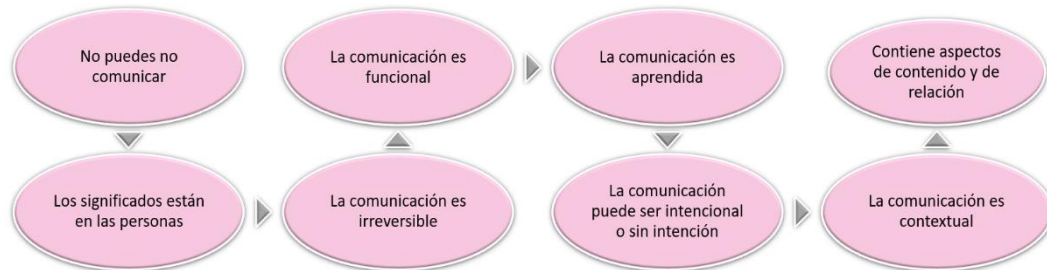 No puedes no
comunicar
Los significados están
en las personas
La comunicación es
irreversible
La comunicación es
funcional
La comunicación es
aprendida
La comunicación
puede ser intencional
o sin intención
La comunicación es
contextual
Contiene aspectos
de contenido y de
relación